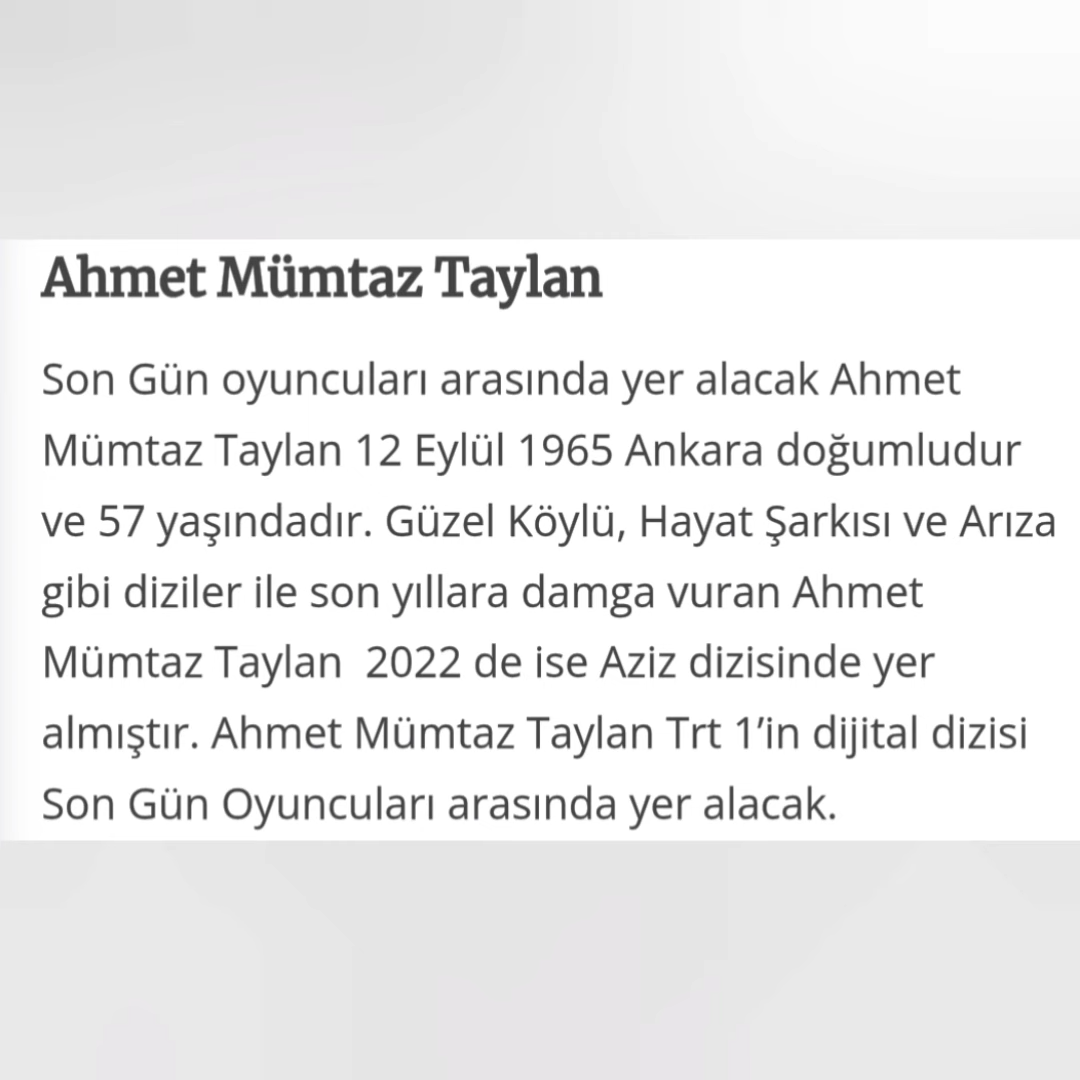 Ahmet Mümtaz Taylan
Son Gün oyuncuları arasında yer alacak Ahmet
Mümtaz Taylan 12 Eylül 1965 Ankara doğumludur
ve 57 yaşındadır. Güzel Köylü, Hayat Şarkısı ve Arıza
gibi diziler ile son yıllara damga vuran Ahmet
Mümtaz Taylan  2022 de ise Aziz dizisinde yer
almıştır. Ahmet Mümtaz Taylan Trt 1’in dijital dizisi
Son Gün Oyuncuları arasında yer alacak.